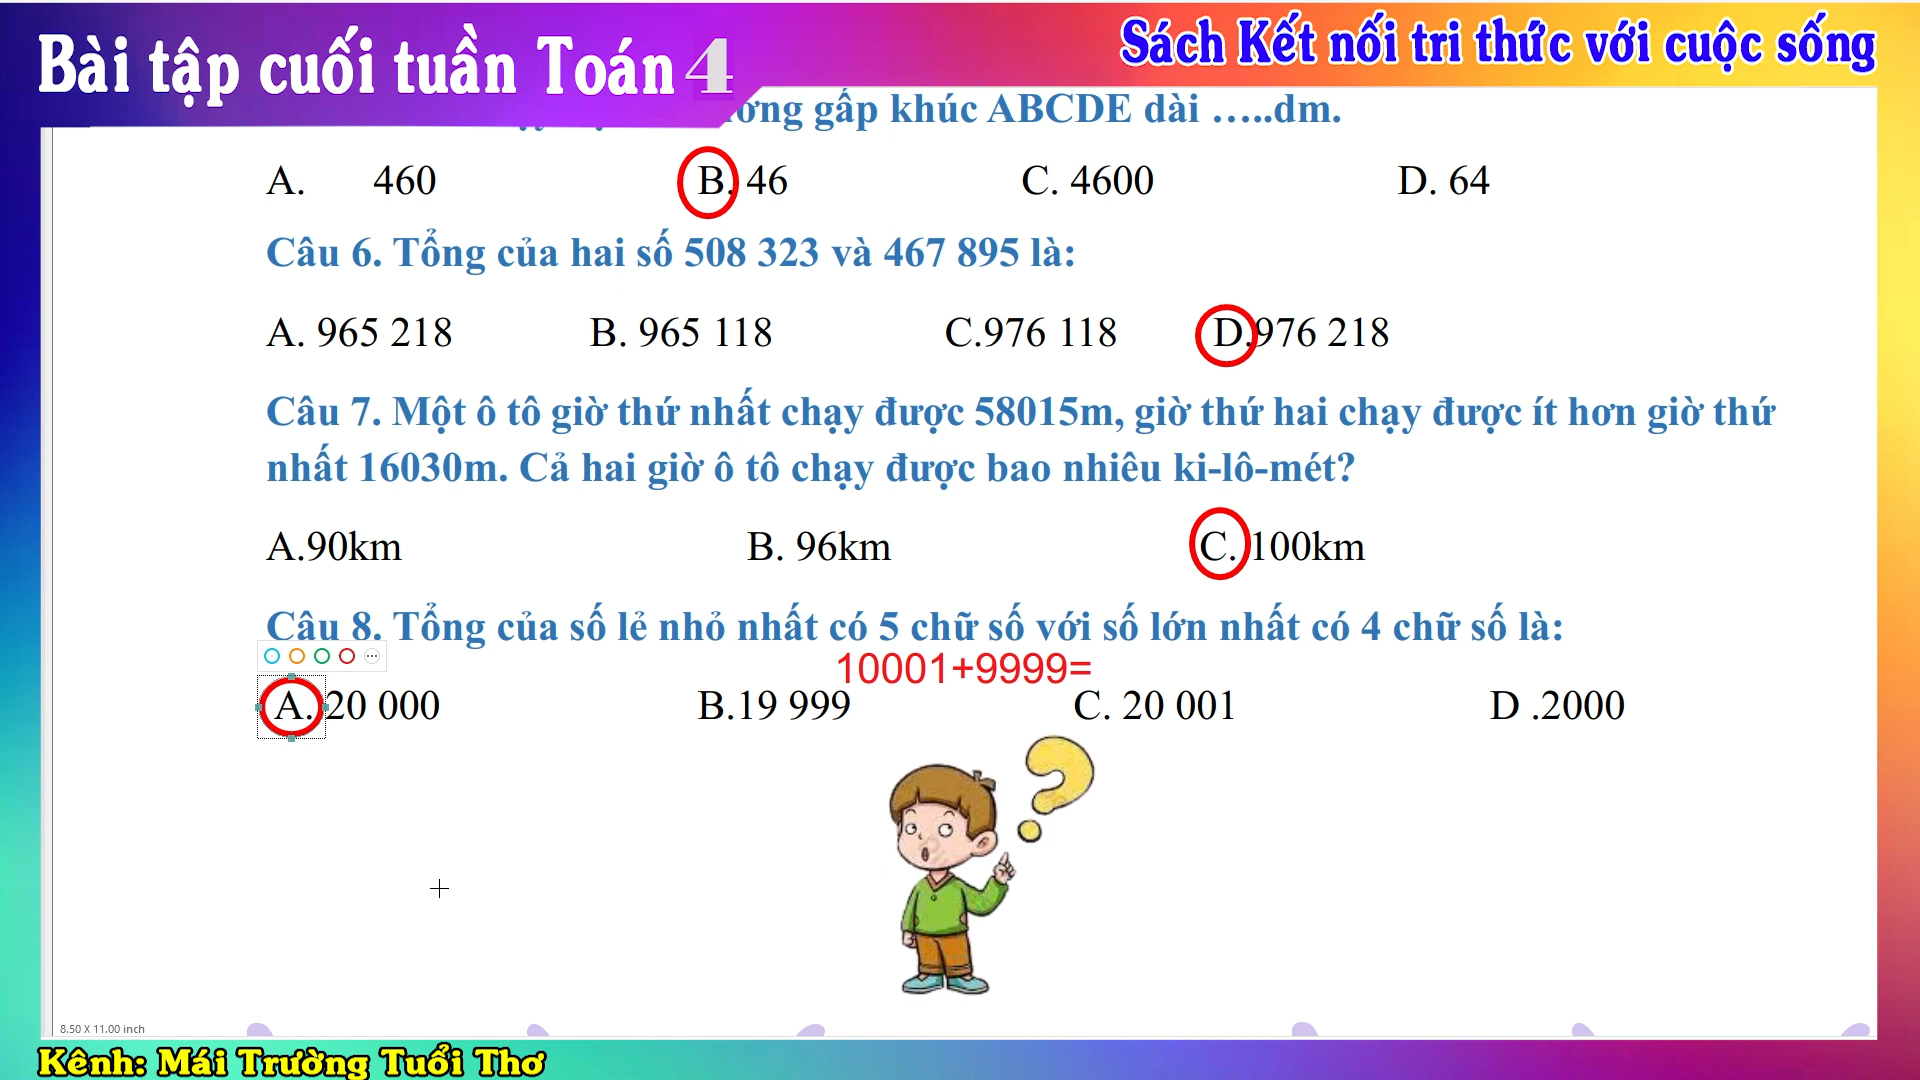 Bài tập cuối tuần Toán 4
Sách Kết nối tri thức với cuộc sống
gấp khúc ABCDE dài …..dm.
A. 460 B. 46 C. 4600 D. 64
Câu 6. Tổng của hai số 508 323 và 467 895 là:
A. 965 218 B. 965 118 C.976 118 D.976 218
Câu 7. Một ô tô giờ thứ nhất chạy được 58015m, giờ thứ hai chạy được ít hơn giờ thứ
nhất 16030m. Cả hai giờ ô tô chạy được bao nhiêu ki-lô-mét?
A.90km B. 96km C. 100km
Câu 8. Tổng của số lẻ nhỏ nhất có 5 chữ số với số lớn nhất có 4 chữ số là:
10001+9999=
A. 20 000 B.19 999 C. 20 001 D .2000
8.50 X 11.00 inch
Kênh: Mái Trường Tuổi Thơ